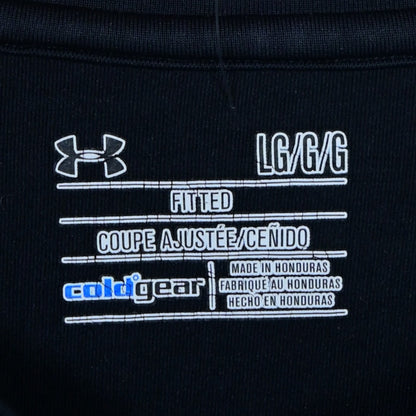 LG/G/G
FITTED
COUPE AJUSTÉE/CEÑIDO
coldgear
MADE IN HONDURAS
FABRIQUÉ AU HONDURAS
HECHO EN HONDURAS